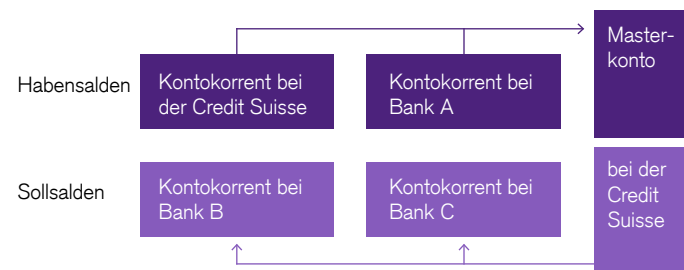 Habensalden
Kontokorrent bei
der Credit Suisse
Kontokorrent bei
Bank A
Master-
konto
Sollsalden
Kontokorrent bei
Bank B
Kontokorrent bei
Bank C
bei der
Credit
Suisse